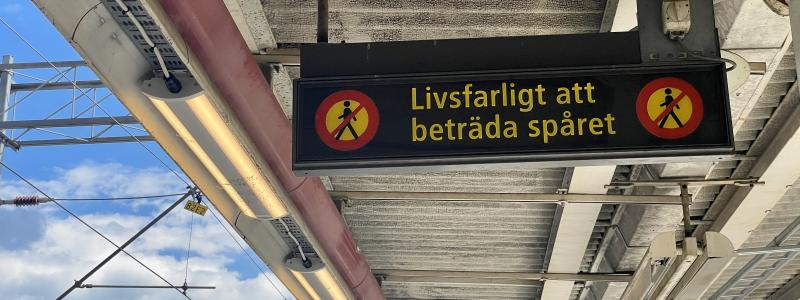 Livsfarligt att
beträda spåret